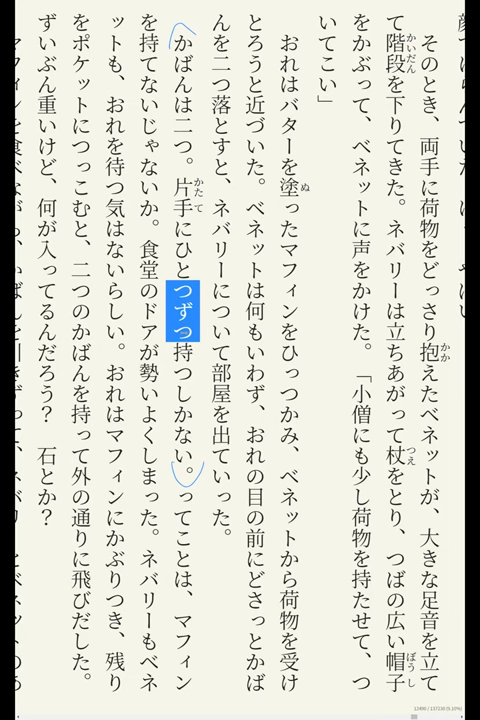 そのとき、両手に荷物をどっさり抱えたベネットが、大きな足音を立て
て階段を下りてきた。ネバリーは立ちあがって杖をとり、つばの広い帽子
をかぶって、ベネットに声をかけた。「小僧にも少し荷物を持たせて、つ
いてこい」
おれはバターを塗ったマフィンをひっつかみ、ベネットから荷物を受け
とろうと近づいた。ベネットは何もいわず、おれの目の前にどさっとかば
んを二つ落とすと、ネバリーについて部屋を出ていった。
かばんは二つ。片手にひとつずつ持つしかない。ってことは、マフィン
を持てないじゃないか。食堂のドアが勢いよくしまった。ネバリーもベネ
ットも、おれを待つ気はないらしい。おれはマフィンにかぶりつき、残り
をポケットにつっこむと、二つのかばんを持って外の通りに飛びだした。
ずいぶん重いけど、何が入ってるんだろう？　石とか？